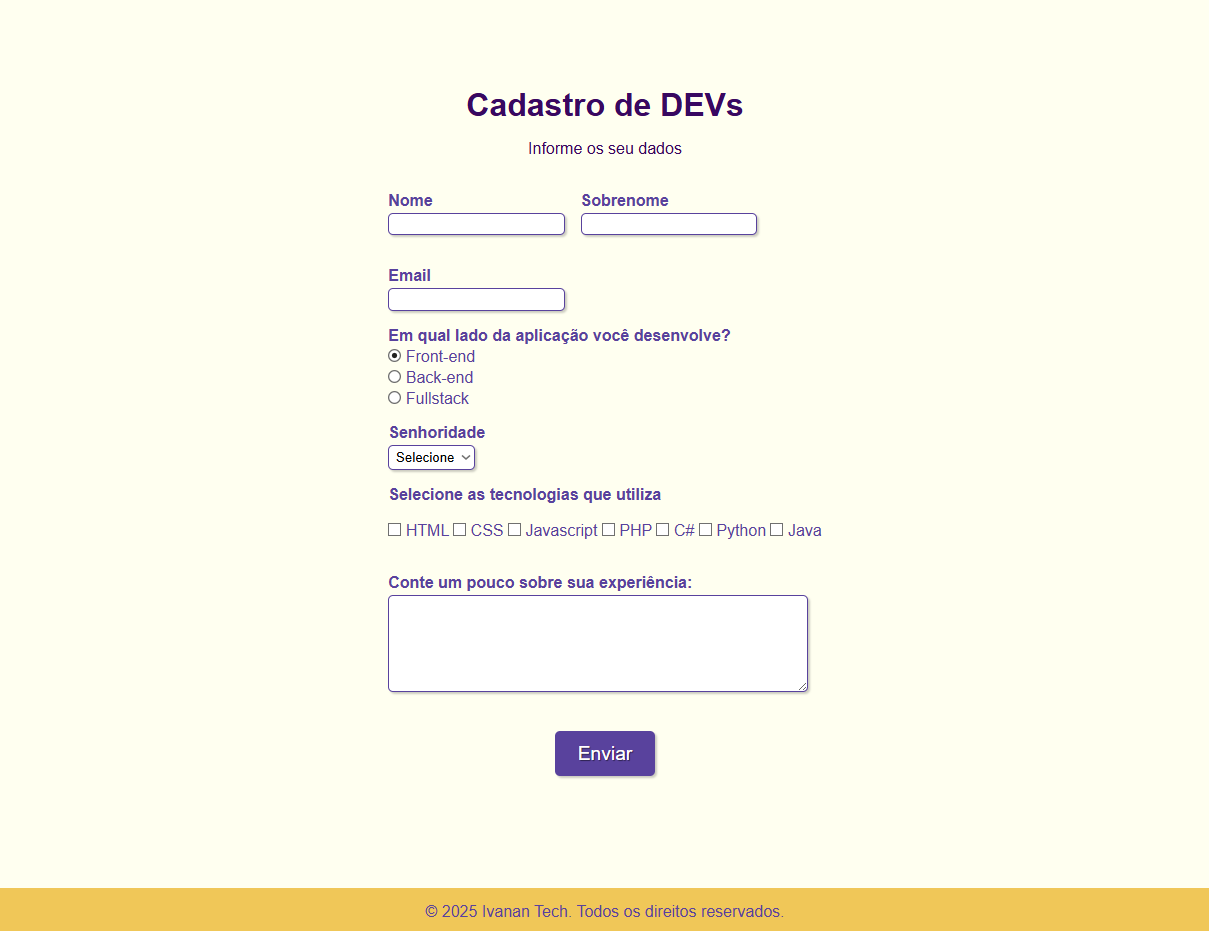 Cadastro de DEVs
Informe os seu dados
Nome Sobrenome
Email
Em qual lado da aplicação você desenvolve?
Front-end
Back-end
Fullstack
Senhoridade
Selecione
Selecione as tecnologias que utiliza
HTML CSS Javascript PHP C# Python Java
Conte um pouco sobre sua experiência:
Enviar
© 2025 Ivanan Tech. Todos os direitos reservados.